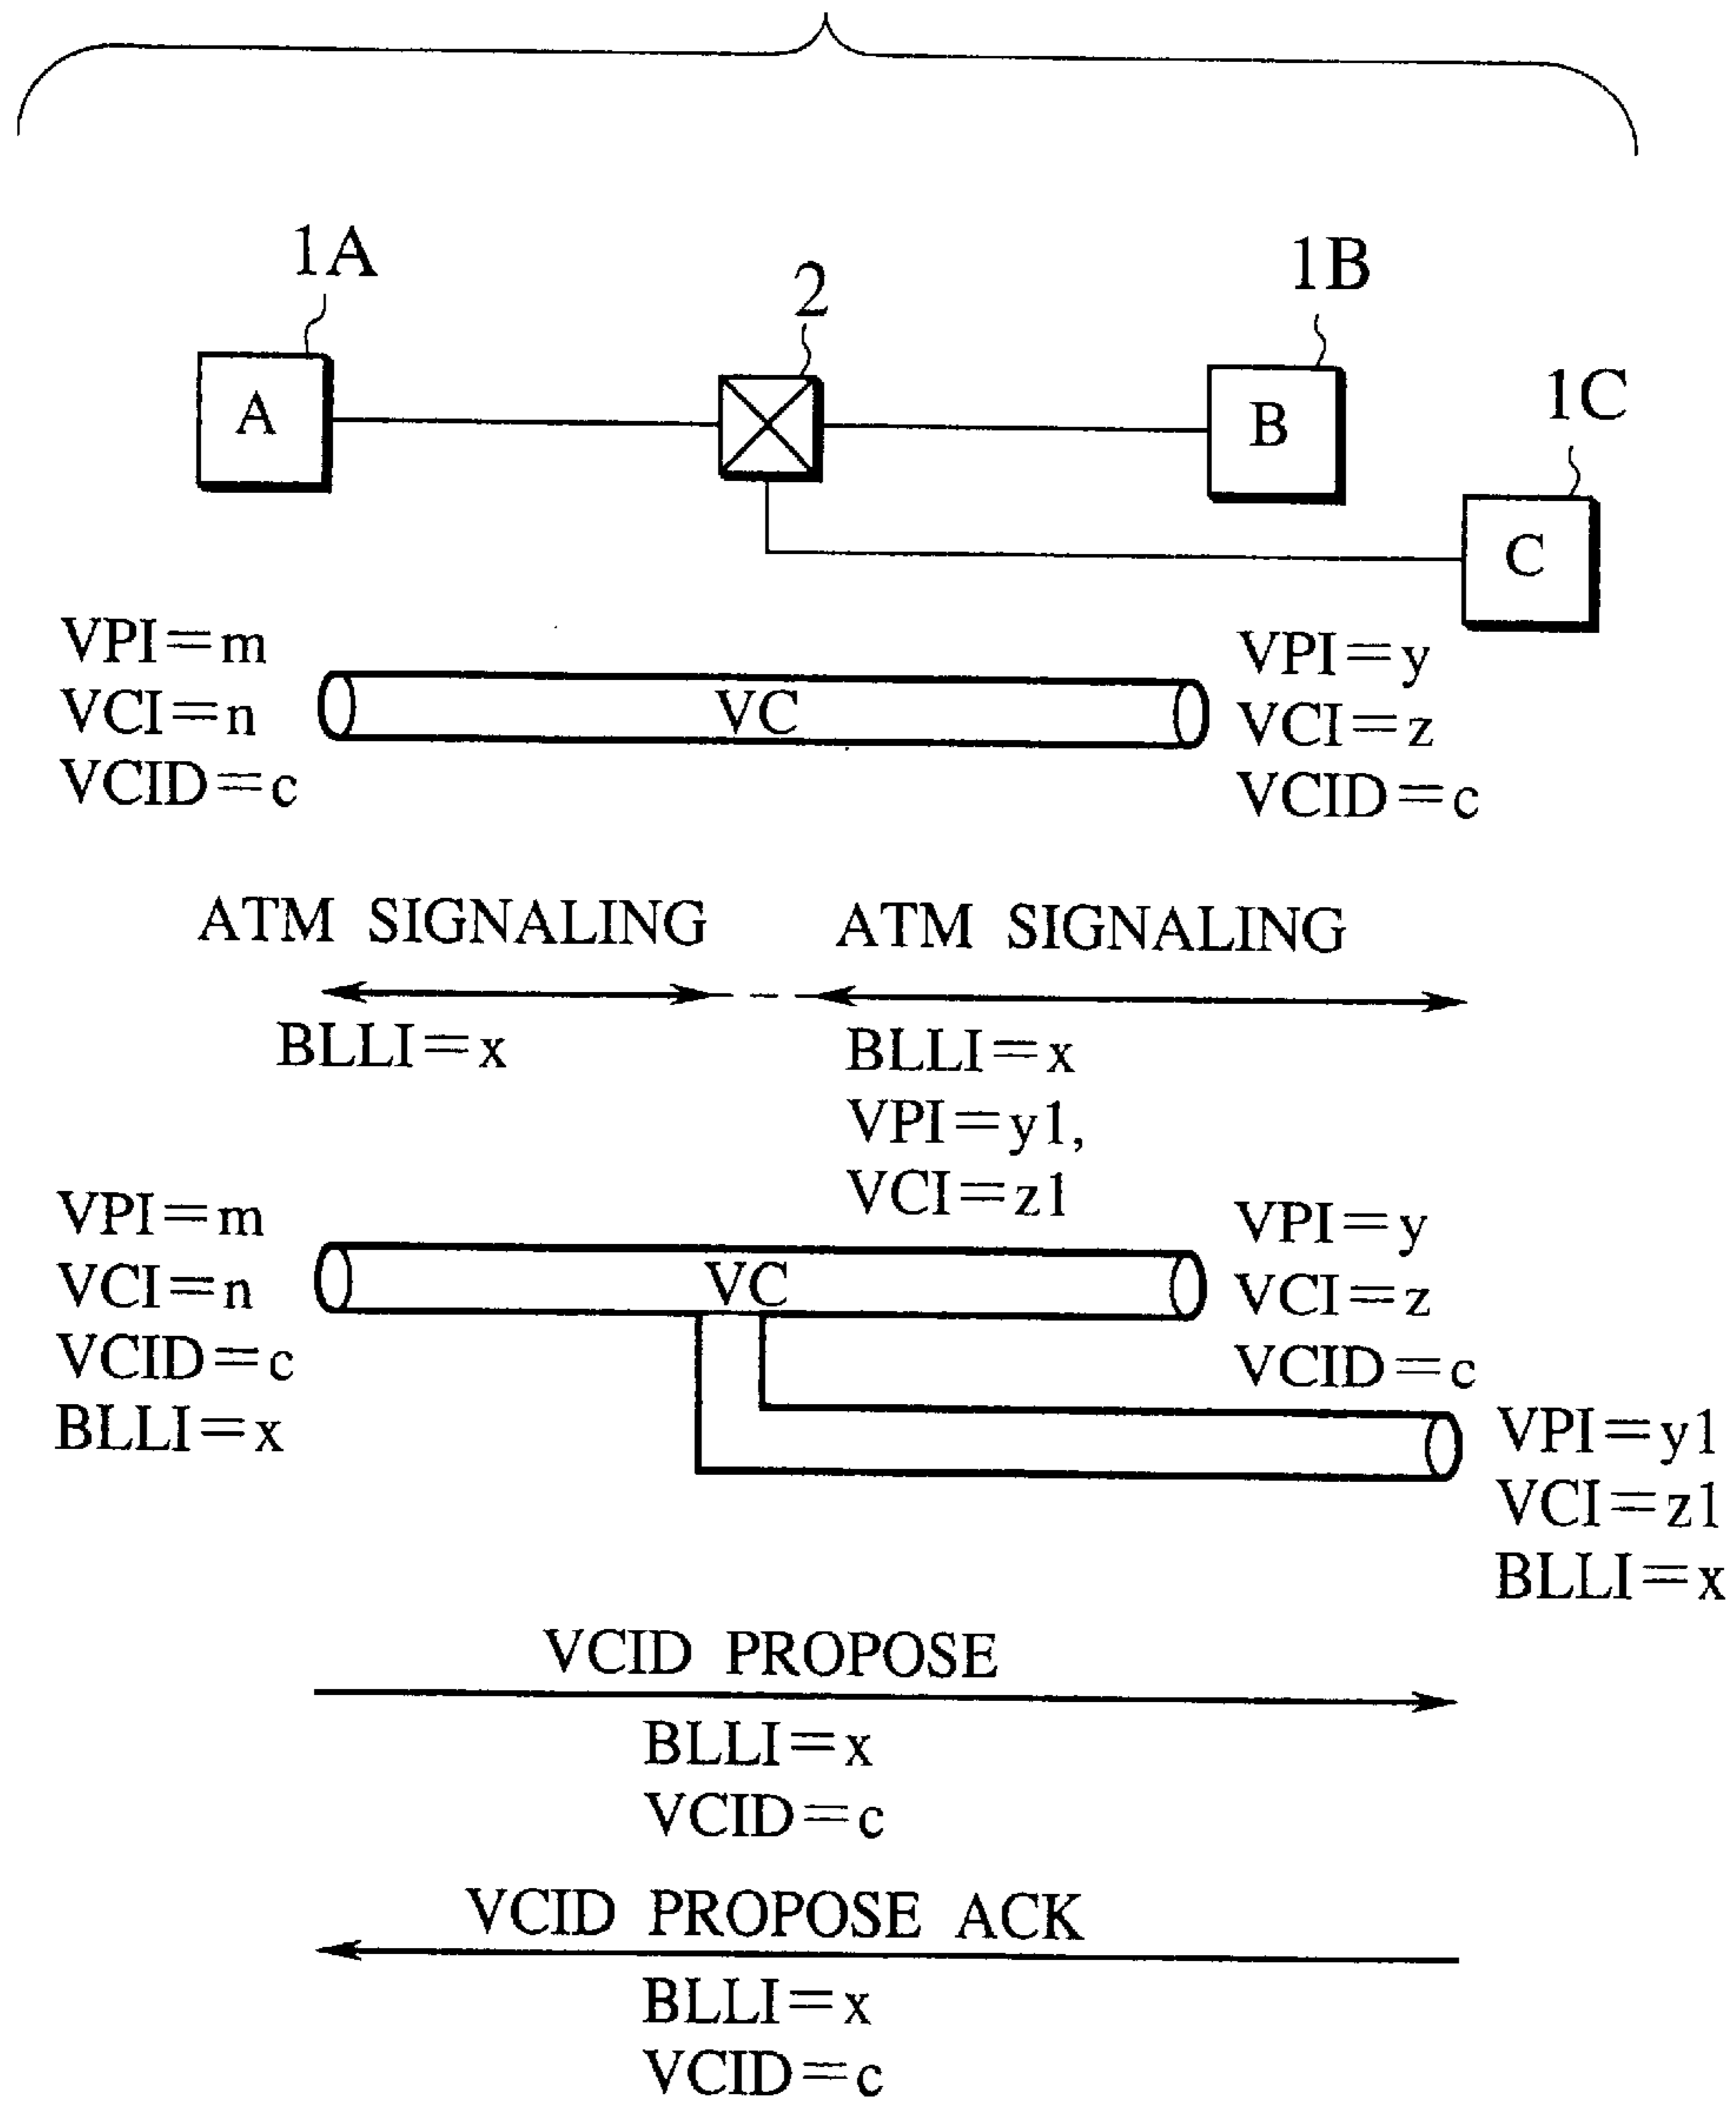 1A
2
1B
1C
A
B
C
VPI=m
VCI=n
VCID=c
VC
VPI=y
VCI=z
VCID=c
ATM SIGNALING
ATM SIGNALING
BLLI=x
BLLI=x
VPI=y1,
VCI=z1
VPI=m
VCI=n
VCID=c
BLLI=x
VC
VPI=y
VCI=z
VCID=c
VPI=y1
VCI=z1
BLLI=x
VCID PROPOSE
BLLI=x
VCID=c
VCID PROPOSE ACK
BLLI=x
VCID=c